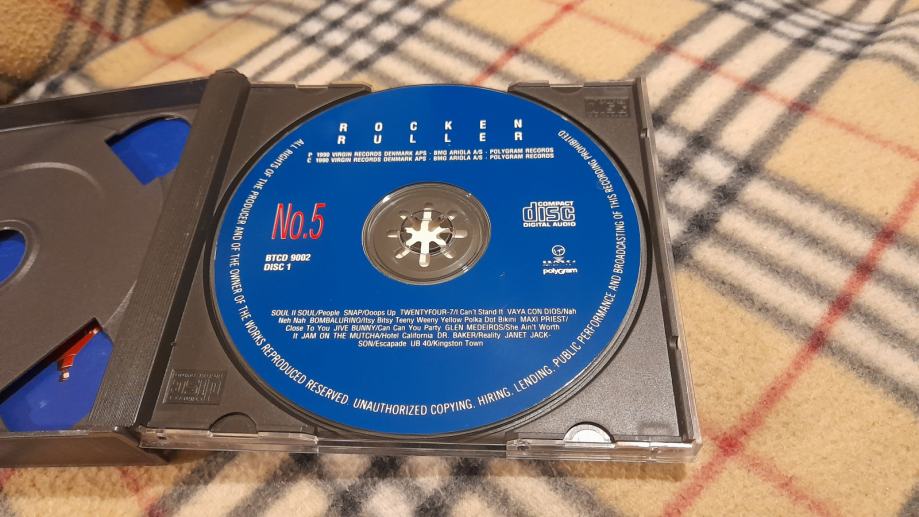 ROCKEN
RULLER
P 1990 VIRGIN RECORDS DENMARK APS - BMG ARIOLA A/S - POLYGRAM RECORDS
C 1990 VIRGIN RECORDS DENMARK APS - BMG ARIOLA A/S - POLYGRAM RECORDS
No.5
COMPACT
disc
DIGITAL AUDIO
BTCD 9002
DISC 1
BMG
polyGram
SOUL II SOUL/People SNAP/Ooops Up TWENTYFOUR-7/I Can't Stand It VAYA CON DIOS/Nah
Neh Nah BOMBALURINO/Itsy Bitsy Teeny Weeny Yellow Polka Dot Bikini MAXI PRIEST/
Close To You JIVE BUNNY/Can Can You Party GLEN MEDEIROS/She Ain't Worth
It JAM ON THE MUTCHA/Hotel California DR. BAKER/Reality JANET JACK-
SON/Escapade UB 40/Kingston Town
ALL RIGHTS OF THE PRODUCER AND OF THE OWNER OF THE WORKS REPRODUCED RESERVED. UNAUTHORIZED COPYING, HIRING, LENDING, PUBLIC PERFORMANCE AND BROADCASTING OF THIS RECORDING PROHIBITED
disc